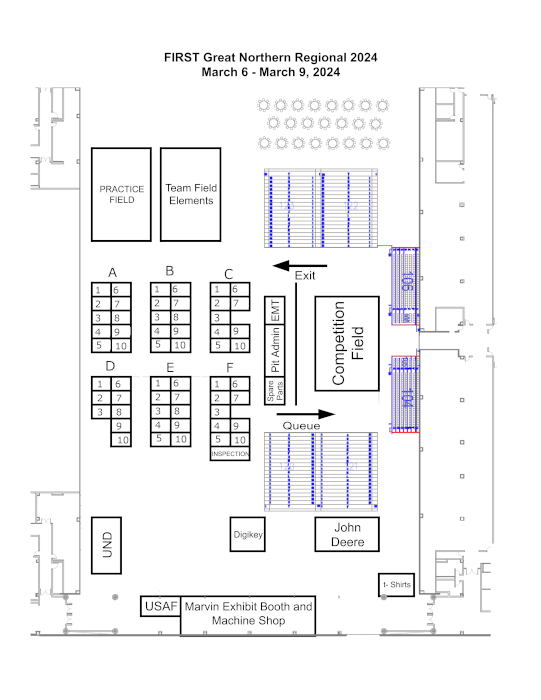 FIRST Great Northern Regional 2024
March 6 - March 9, 2024
PRACTICE
FIELD
Team Field
Elements
22
Exit
A
B
C
1 6
2 7
3 8
4 9
5 10
1 6
2 7
3 8
4 9
5 10
1 6
2 7
3
4 9
5 10
EMT
Pit Admin
Spare
Parts
Competition
Field
106
104
D
E
F
1 6
2 7
3 8
9
10
1 6
2 7
3 8
4 9
5 10
1 6
2 7
3
4 9
5 10
INSPECTION
Queue
120
121
UND
Digikey
John
Deere
t- Shirts
USAF
Marvin Exhibit Booth and
Machine Shop